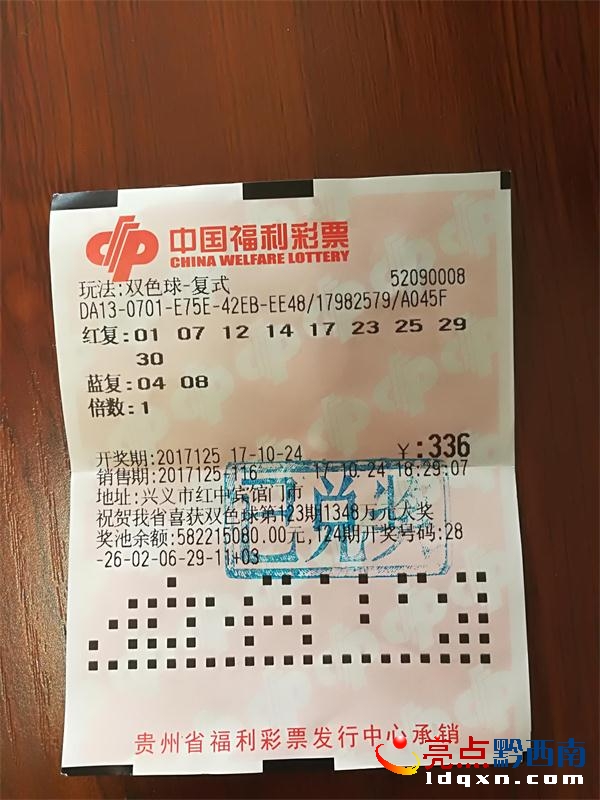 中国福利彩票
CHINA WELFARE LOTTERY
玩法:双色球-复式 52090008
DA13-0701-E75E-42EB-EE48/17982579/A045F
红复:01 07 12 14 17 23 25 29
30
蓝复:04 08
倍数:1
开奖期:2017125 17-10-24 ¥:336
销售期:2017125-116 17-10-24 18:29:07
地址:兴义市红中宾馆门市
祝贺我省喜获双色球第123期1348万元大奖
奖池余额:582215080.00元,124期开奖号码:28
-26-02-06-29-11+03
已兑奖
贵州省福利彩票发行中心承销
亮点黔西南
ldqxn.com